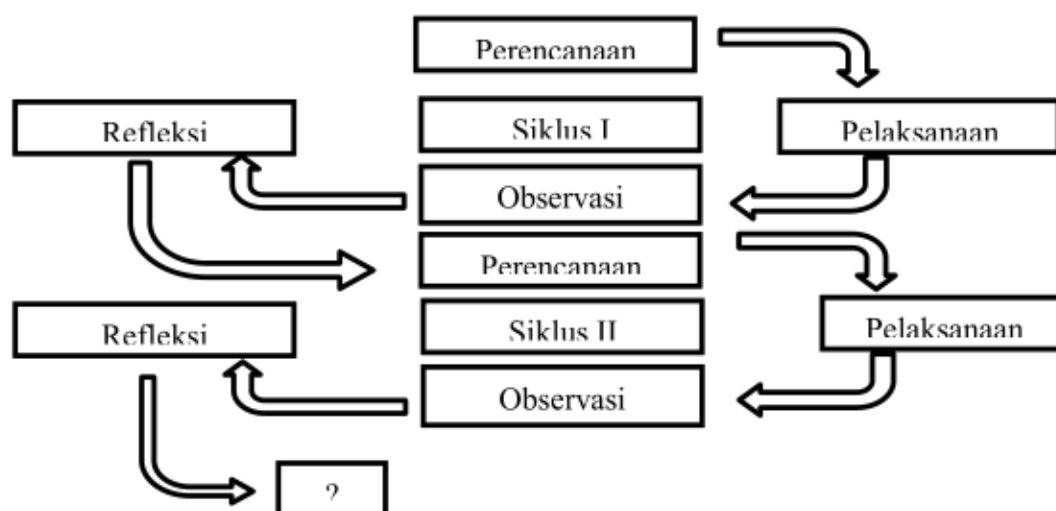 Perencanaan
Refleksi
Siklus I
Pelaksanaan
Observasi
Perencanaan
Refleksi
Siklus II
Pelaksanaan
Observasi
?